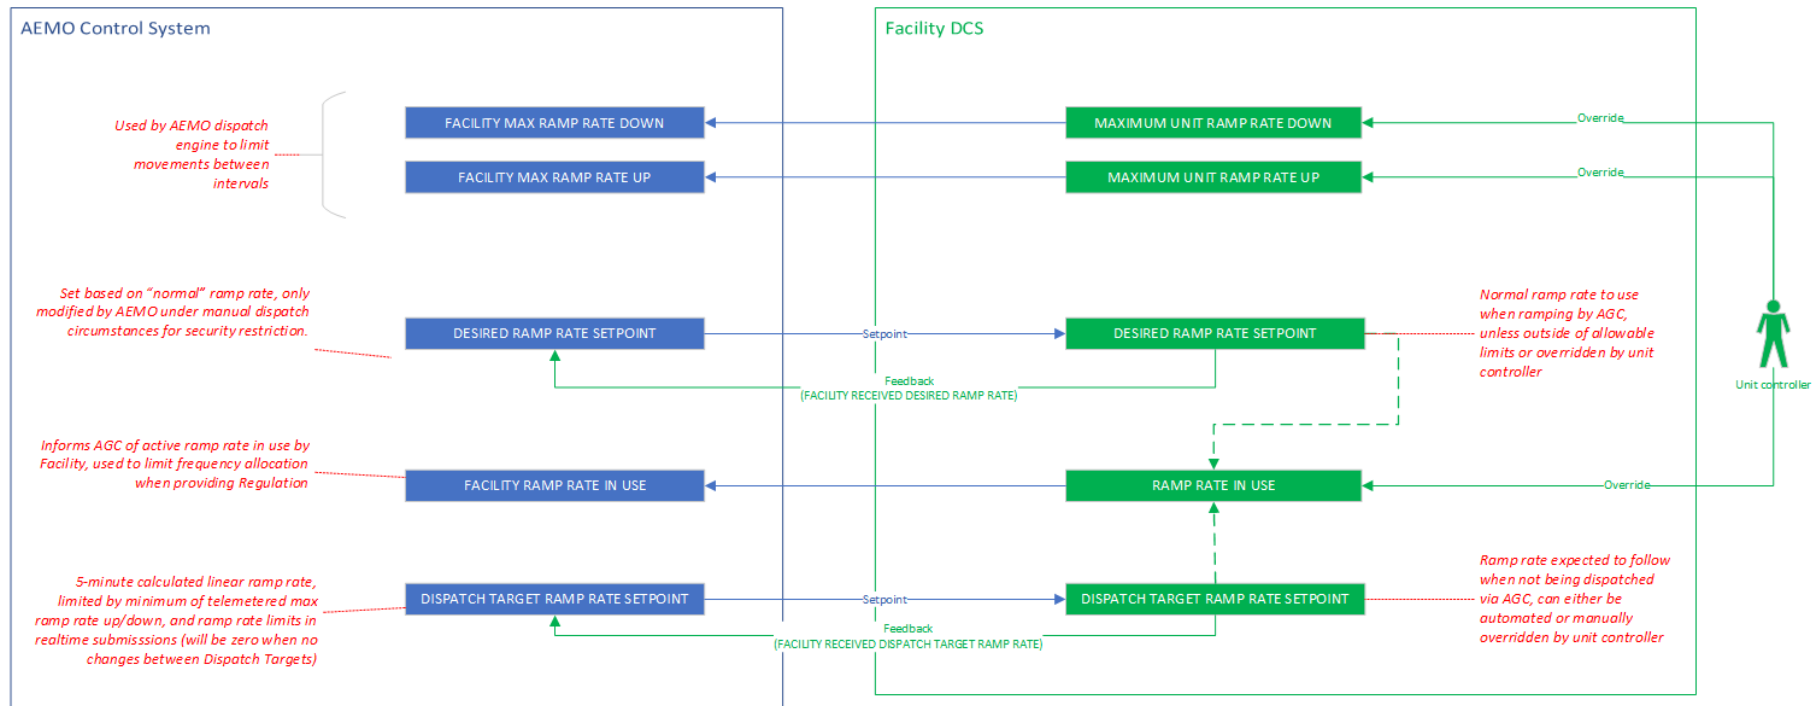 AEMO Control System
Facility DCS
Used by AEMO dispatch
engine to limit
movements between
intervals
FACILITY MAX RAMP RATE DOWN
MAXIMUM UNIT RAMP RATE DOWN
Override
FACILITY MAX RAMP RATE UP
MAXIMUM UNIT RAMP RATE UP
Override
Set based on “normal” ramp rate, only
modified by AEMO under manual dispatch
circumstances for security restriction.
DESIRED RAMP RATE SETPOINT
Setpoint
DESIRED RAMP RATE SETPOINT
Normal ramp rate to use
when ramping by AGC,
unless outside of allowable
limits or overridden by unit
controller
Unit controller
Feedback
(FACILITY RECEIVED DESIRED RAMP RATE)
Informs AGC of active ramp rate in use by
Facility, used to limit frequency allocation
when providing Regulation
FACILITY RAMP RATE IN USE
RAMP RATE IN USE
Override
5-minute calculated linear ramp rate,
limited by minimum of telemetered max
ramp rate up/down, and ramp rate limits in
realtime submisssions (will be zero when no
changes between Dispatch Targets)
DISPATCH TARGET RAMP RATE SETPOINT
Setpoint
DISPATCH TARGET RAMP RATE SETPOINT
Ramp rate expected to follow
when not being dispatched
via AGC, can either be
automated or manually
overridden by unit controller
Feedback
(FACILITY RECEIVED DISPATCH TARGET RAMP RATE)